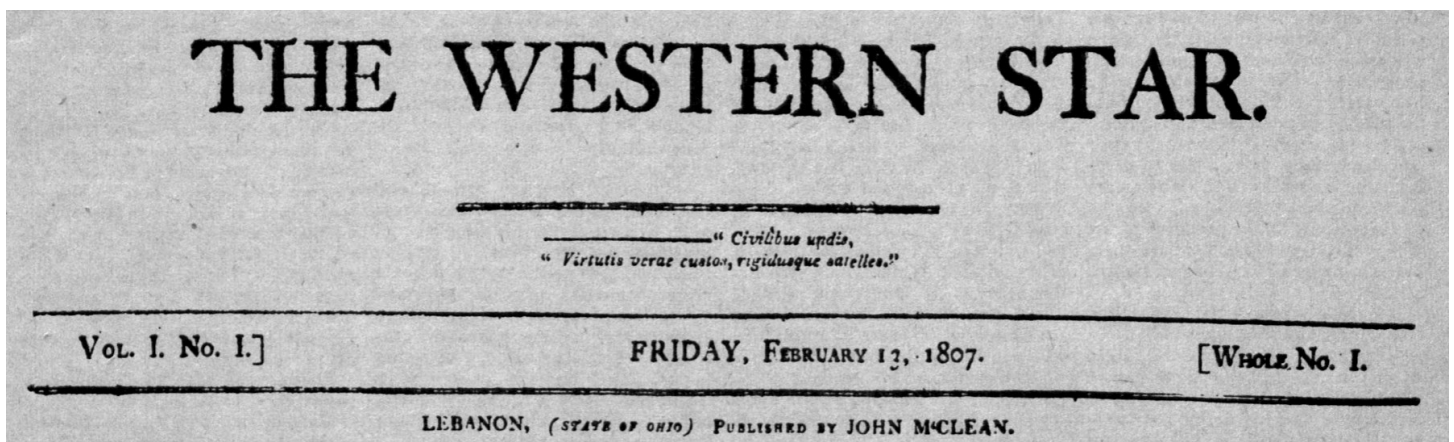 THE WESTERN STAR.
" Civilibus undis,
" Virtutis verae custos, rigidusque satelles."
VOL. I. No. I.]
FRIDAY, FEBRUARY 13, 1807.
[WHOLE No. I.
LEBANON, (STATE OF OHIO) PUBLISHED BY JOHN MCCLEAN.